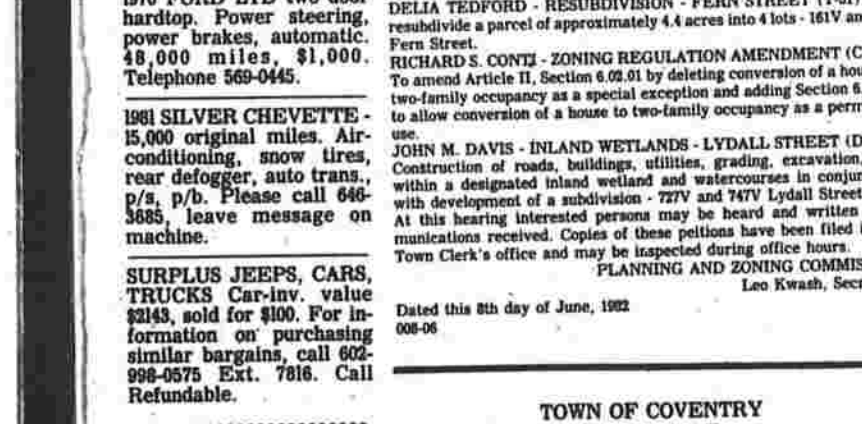 hardtop. Power steering,
power brakes, automatic.
48,000 miles, $1,000.
Telephone 569-0445.
1981 SILVER CHEVETTE -
15,000 original miles. Air-
conditioning, snow tires,
rear defogger, auto trans.,
p/s, p/b. Please call 646-
3685, leave message on
machine.
SURPLUS JEEPS, CARS,
TRUCKS Car-inv. value
$2143, sold for $100. For in-
formation on purchasing
similar bargains, call 602-
998-0575 Ext. 7816. Call
Refundable.
DELIA TEDFORD - RESUBDIVISION - FERN STREET
resubdivide a parcel of approximately 4.4 acres into 4 lots - 161V an
Fern Street.
RICHARD S. CONTI - ZONING REGULATION AMENDMENT (C
To amend Article II, Section 6.02.01 by deleting conversion of a hou
two-family occupancy as a special exception and adding Section 6.
to allow conversion of a house to two-family occupancy as a perm
use.
JOHN M. DAVIS - INLAND WETLANDS - LYDALL STREET (D
Construction of roads, buildings, utilities, grading, excavation
within a designated inland wetland and watercourses in conjun
with development of a subdivision - 727V and 747V Lydall Street
At this hearing interested persons may be heard and written
munications received. Copies of these peitions have been filed i
Town Clerk's office and may be inspected during office hours.
PLANNING AND ZONING COMMIS
Leo Kwash, Secr
Dated this 8th day of June, 1982
008-06
TOWN OF COVENTRY